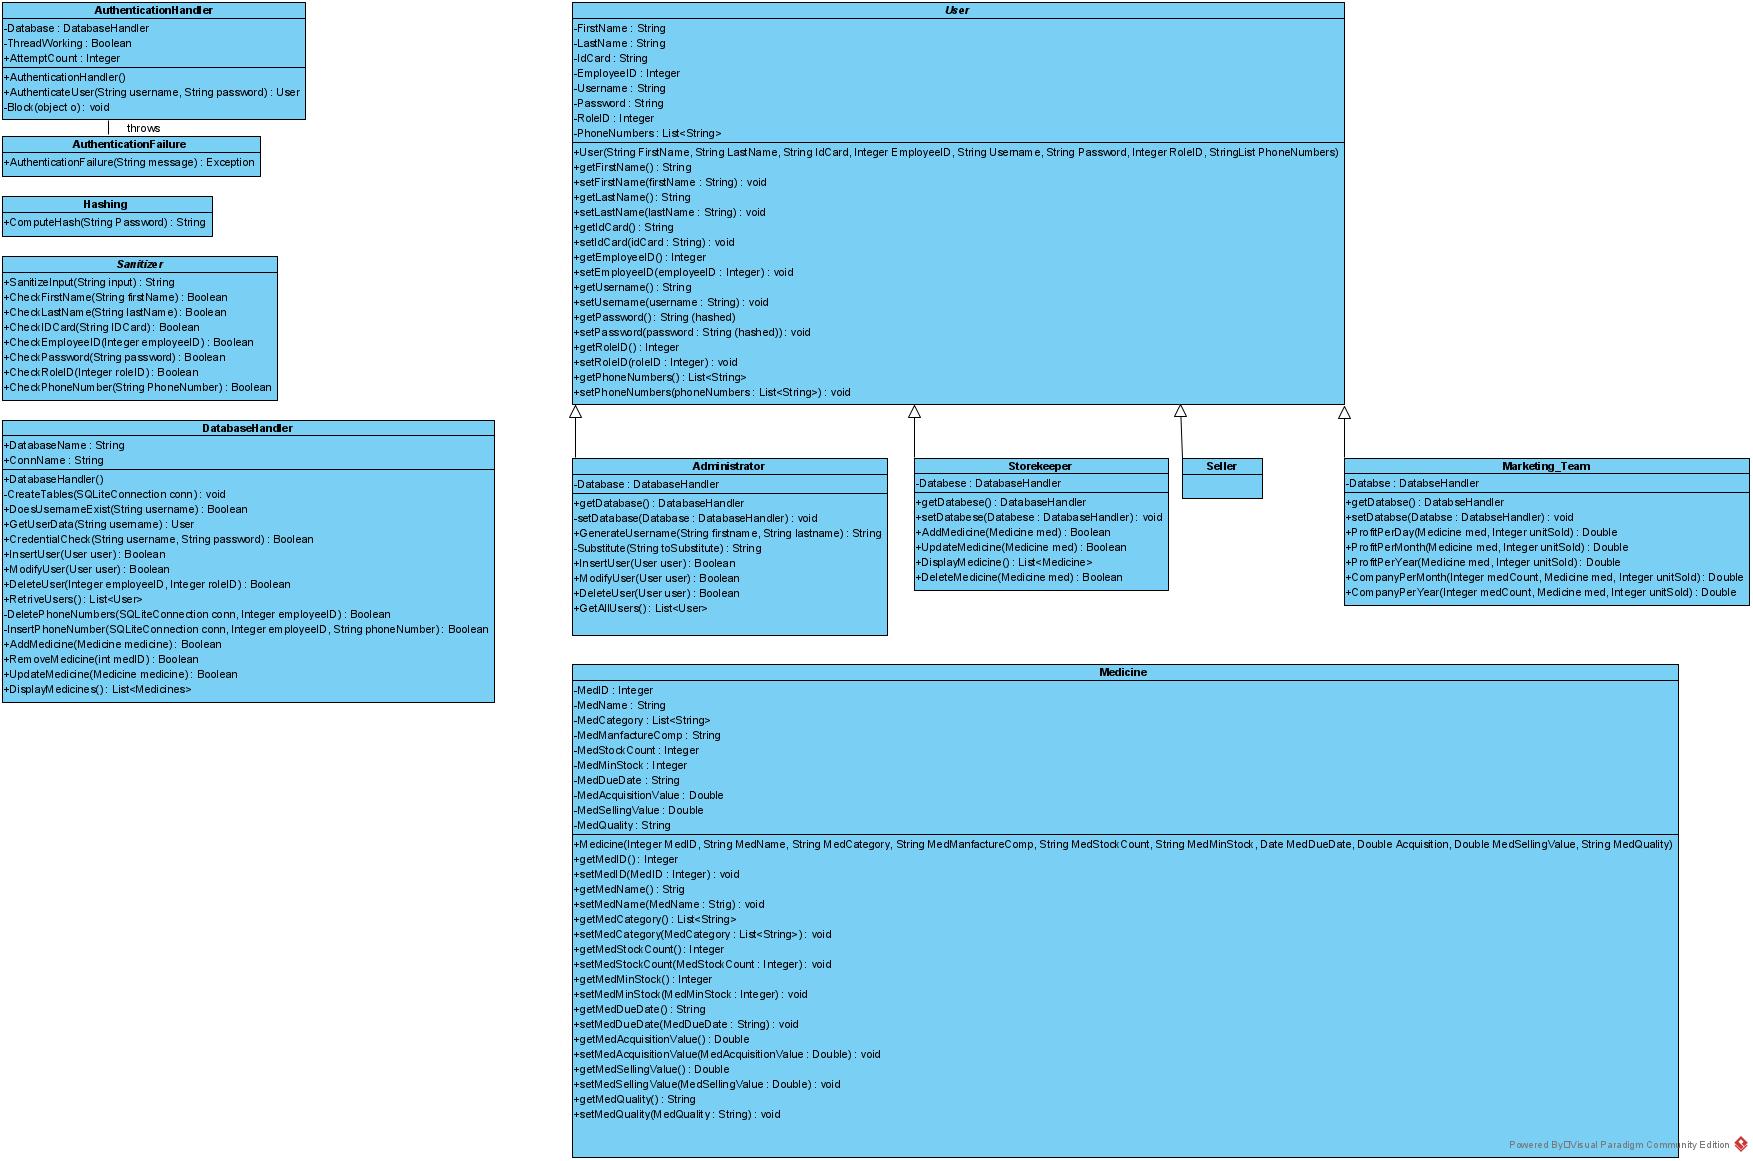 AuthenticationHandler
-Database : DatabaseHandler
-ThreadWorking : Boolean
+AttemptCount : Integer
+AuthenticationHandler()
+AuthenticateUser(String username, String password) : User
-Block(object o) : void
throws
AuthenticationFailure
+AuthenticationFailure(String message) : Exception
Hashing
+ComputeHash(String Password) : String
Sanitizer
+SanitizeInput(String input) : String
+CheckFirstName(String firstName) : Boolean
+CheckLastName(String lastName) : Boolean
+CheckIDCard(String IDCard) : Boolean
+CheckEmployeeID(Integer employeeID) : Boolean
+CheckPassword(String password) : Boolean
+CheckRoleID(Integer roleID) : Boolean
+CheckPhoneNumber(String PhoneNumber) : Boolean
DatabaseHandler
+DatabaseName : String
+ConnName : String
+DatabaseHandler()
-CreateTables(SQLiteConnection conn) : void
+DoesUsernameExist(String username) : Boolean
+GetUserData(String username) : User
+CredentialCheck(String username, String password) : Boolean
+InsertUser(User user) : Boolean
+ModifyUser(User user) : Boolean
+DeleteUser(Integer employeeID, Integer roleID) : Boolean
+RetriveUsers() : List<User>
-DeletePhoneNumbers(SQLiteConnection conn, Integer employeeID) : Boolean
-InsertPhoneNumber(SQLiteConnection conn, Integer employeeID, String phoneNumber) : Boolean
+AddMedicine(Medicine medicine) : Boolean
+RemoveMedicine(int medID) : Boolean
+UpdateMedicine(Medicine medicine) : Boolean
+DisplayMedicines() : List<Medicines>
User
-FirstName : String
-LastName : String
-IdCard : String
-EmployeeID : Integer
-Username : String
-Password : String
-RoleID : Integer
-PhoneNumbers : List<String>
+User(String FirstName, String LastName, String IdCard, Integer EmployeeID, String Username, String Password, Integer RoleID, StringList PhoneNumbers)
+getFirstName() : String
+setFirstName(firstName : String) : void
+getLastName() : String
+setLastName(lastName : String) : void
+getIdCard() : String
+setIdCard(idCard : String) : void
+getEmployeeID() : Integer
+setEmployeeID(employeeID : Integer) : void
+getUsername() : String
+setUsername(username : String) : void
+getPassword() : String (hashed)
+setPassword(password : String (hashed)) : void
+getRoleID() : Integer
+setRoleID(roleID : Integer) : void
+getPhoneNumbers() : List<String>
+setPhoneNumbers(phoneNumbers : List<String>) : void
Administrator
-Database : DatabaseHandler
+getDatabase() : DatabaseHandler
-setDatabase(Database : DatabaseHandler) : void
+GenerateUsername(String firstname, String lastname) : String
-Substitute(String toSubstitute) : String
+InsertUser(User user) : Boolean
+ModifyUser(User user) : Boolean
+DeleteUser(User user) : Boolean
+GetAllUsers() : List<User>
Storekeeper
-Databese : DatabaseHandler
+getDatabese() : DatabaseHandler
+setDatabese(Databese : DatabaseHandler) : void
+AddMedicine(Medicine med) : Boolean
+UpdateMedicine(Medicine med) : Boolean
+DisplayMedicine() : List<Medicine>
+DeleteMedicine(Medicine med) : Boolean
Seller
Marketing_Team
-Databse : DatabseHandler
+getDatabse() : DatabseHandler
+setDatabse(Databse : DatabseHandler) : void
+ProfitPerDay(Medicine med, Integer unitSold) : Double
+ProfitPerMonth(Medicine med, Integer unitSold) : Double
+ProfitPerYear(Medicine med, Integer unitSold) : Double
+CompanyPerMonth(Integer medCount, Medicine med, Integer unitSold) : Double
+CompanyPerYear(Integer medCount, Medicine med, Integer unitSold) : Double
Medicine
-MedID : Integer
-MedName : String
-MedCategory : List<String>
-MedManfactureComp : String
-MedStockCount : Integer
-MedMinStock : Integer
-MedDueDate : String
-MedAcquisitionValue : Double
-MedSellingValue : Double
-MedQuality : String
+Medicine(Integer MedID, String MedName, String MedCategory, String MedManfactureComp, String MedStockCount, String MedMinStock, Date MedDueDate, Double Acquisition, Double MedSellingValue, String MedQuality)
+getMedID() : Integer
+setMedID(MedID : Integer) : void
+getMedName() : Strig
+setMedName(MedName : Strig) : void
+getMedCategory() : List<String>
+setMedCategory(MedCategory : List<String>) : void
+getMedStockCount() : Integer
+setMedStockCount(MedStockCount : Integer) : void
+getMedMinStock() : Integer
+setMedMinStock(MedMinStock : Integer) : void
+getMedDueDate() : String
+setMedDueDate(MedDueDate : String) : void
+getMedAcquisitionValue() : Double
+setMedAcquisitionValue(MedAcquisitionValue : Double) : void
+getMedSellingValue() : Double
+setMedSellingValue(MedSellingValue : Double) : void
+getMedQuality() : String
+setMedQuality(MedQuality : String) : void
Powered By□Visual Paradigm Community Edition